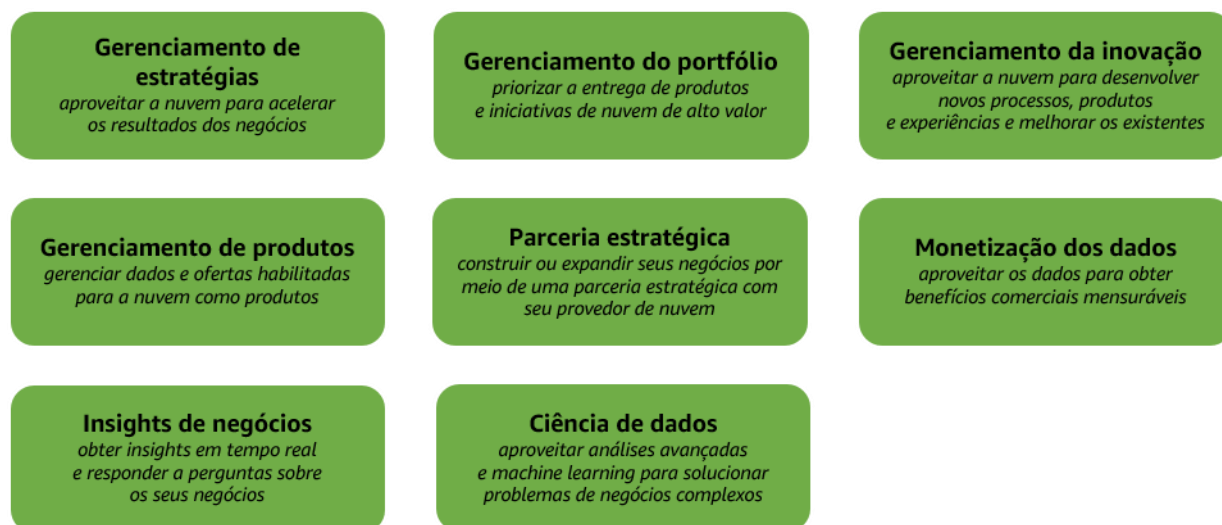 Gerenciamento de
estratégias
aproveitar a nuvem para acelerar
os resultados dos negócios
Gerenciamento do portfólio
priorizar a entrega de produtos
e iniciativas de nuvem de alto valor
Gerenciamento da inovação
aproveitar a nuvem para desenvolver
novos processos, produtos
e experiências e melhorar os existentes
Gerenciamento de produtos
gerenciar dados e ofertas habilitadas
para a nuvem como produtos
Parceria estratégica
construir ou expandir seus negócios por
meio de uma parceria estratégica com
seu provedor de nuvem
Monetização dos dados
aproveitar os dados para obter
benefícios comerciais mensuráveis
Insights de negócios
obter insights em tempo real
e responder a perguntas sobre
os seus negócios
Ciência de dados
aproveitar análises avançadas
e machine learning para solucionar
problemas de negócios complexos